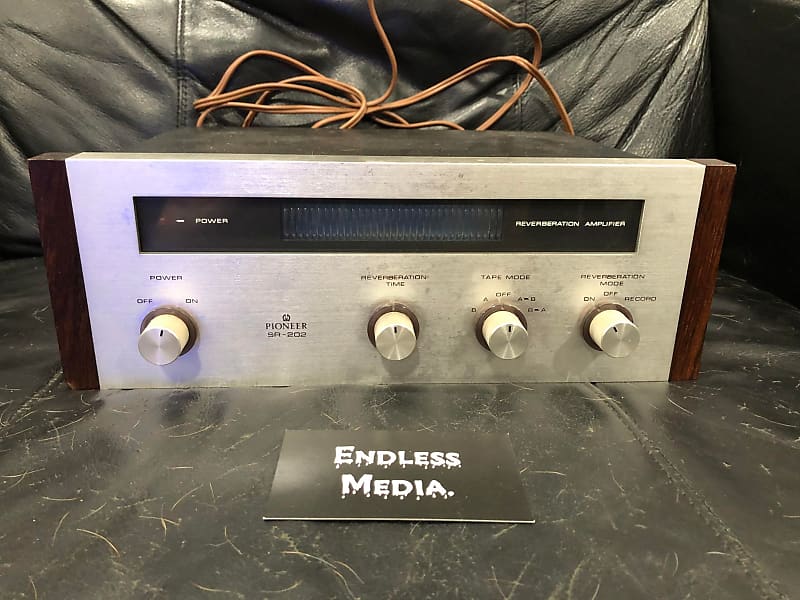 POWER
REVERBERATION AMPLIFIER
POWER
OFF ON
PIONEER
SR-202
REVERBERATION
TIME
TAPE MODE
OFF
A A▸B
B B▸A
REVERBERATION
MODE
OFF
ON RECORD
ENDLESS
MEDIA.